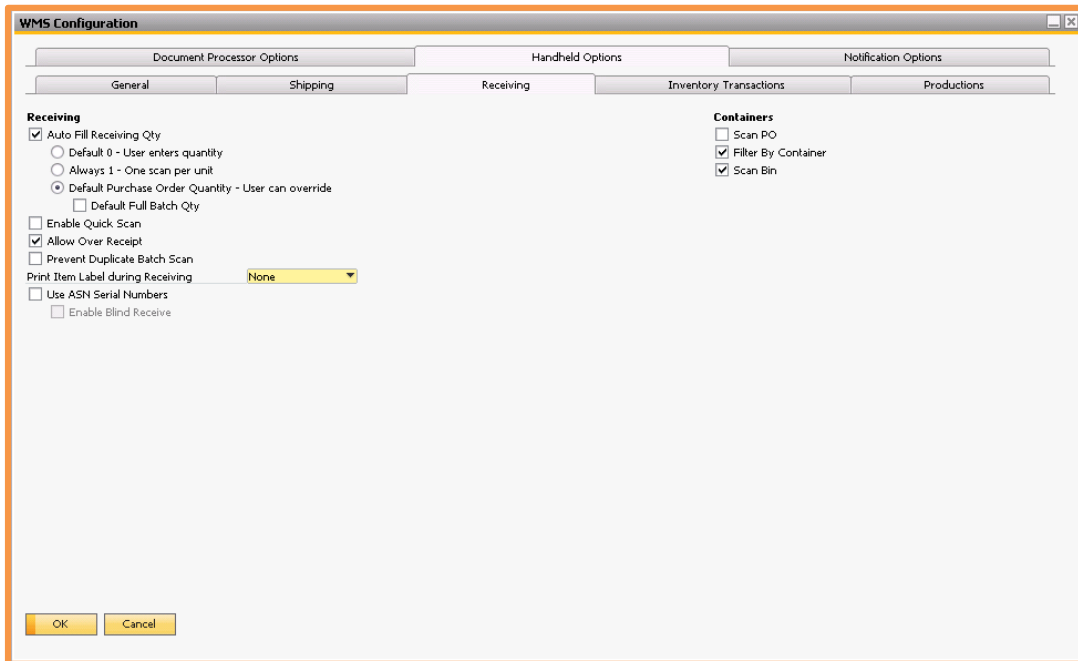 WMS Configuration
Document Processor Options
Handheld Options
Notification Options
General
Shipping
Receiving
Inventory Transactions
Productions
Receiving
Auto Fill Receiving Qty
Default 0 - User enters quantity
Always 1 - One scan per unit
Default Purchase Order Quantity - User can override
Default Full Batch Qty
Enable Quick Scan
Allow Over Receipt
Prevent Duplicate Batch Scan
Print Item Label during Receiving None
Use ASN Serial Numbers
Enable Blind Receive
Containers
Scan PO
Filter By Container
Scan Bin
OK
Cancel